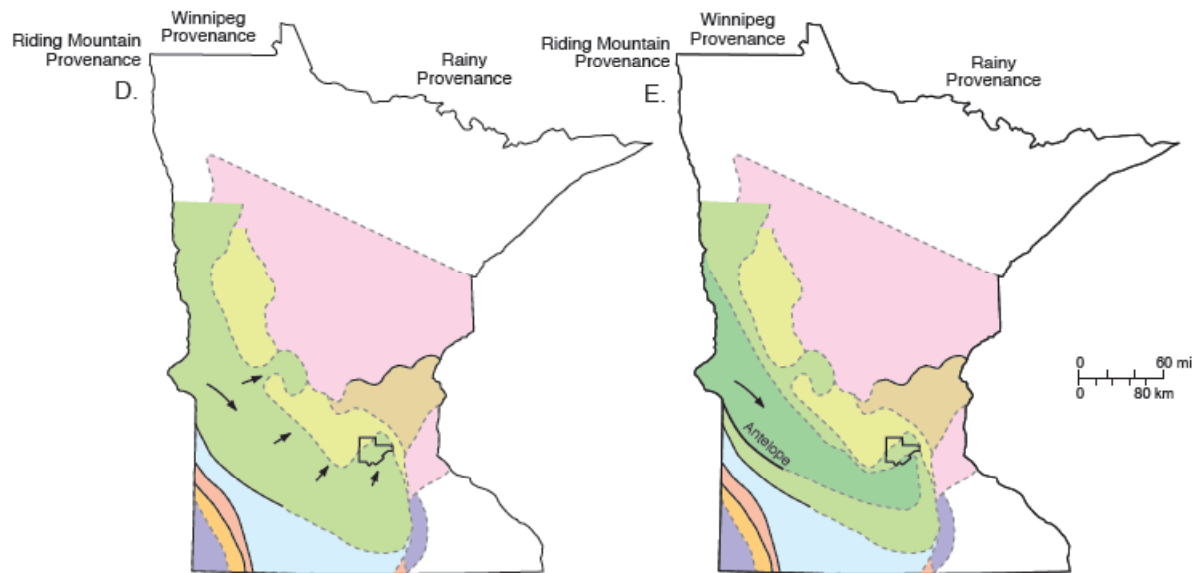 Winnipeg
Provenance
Riding Mountain
Provenance
Rainy
Provenance
D.
Winnipeg
Provenance
Riding Mountain
Provenance
Rainy
Provenance
E.
Antelope
0 60 mi
0 80 km